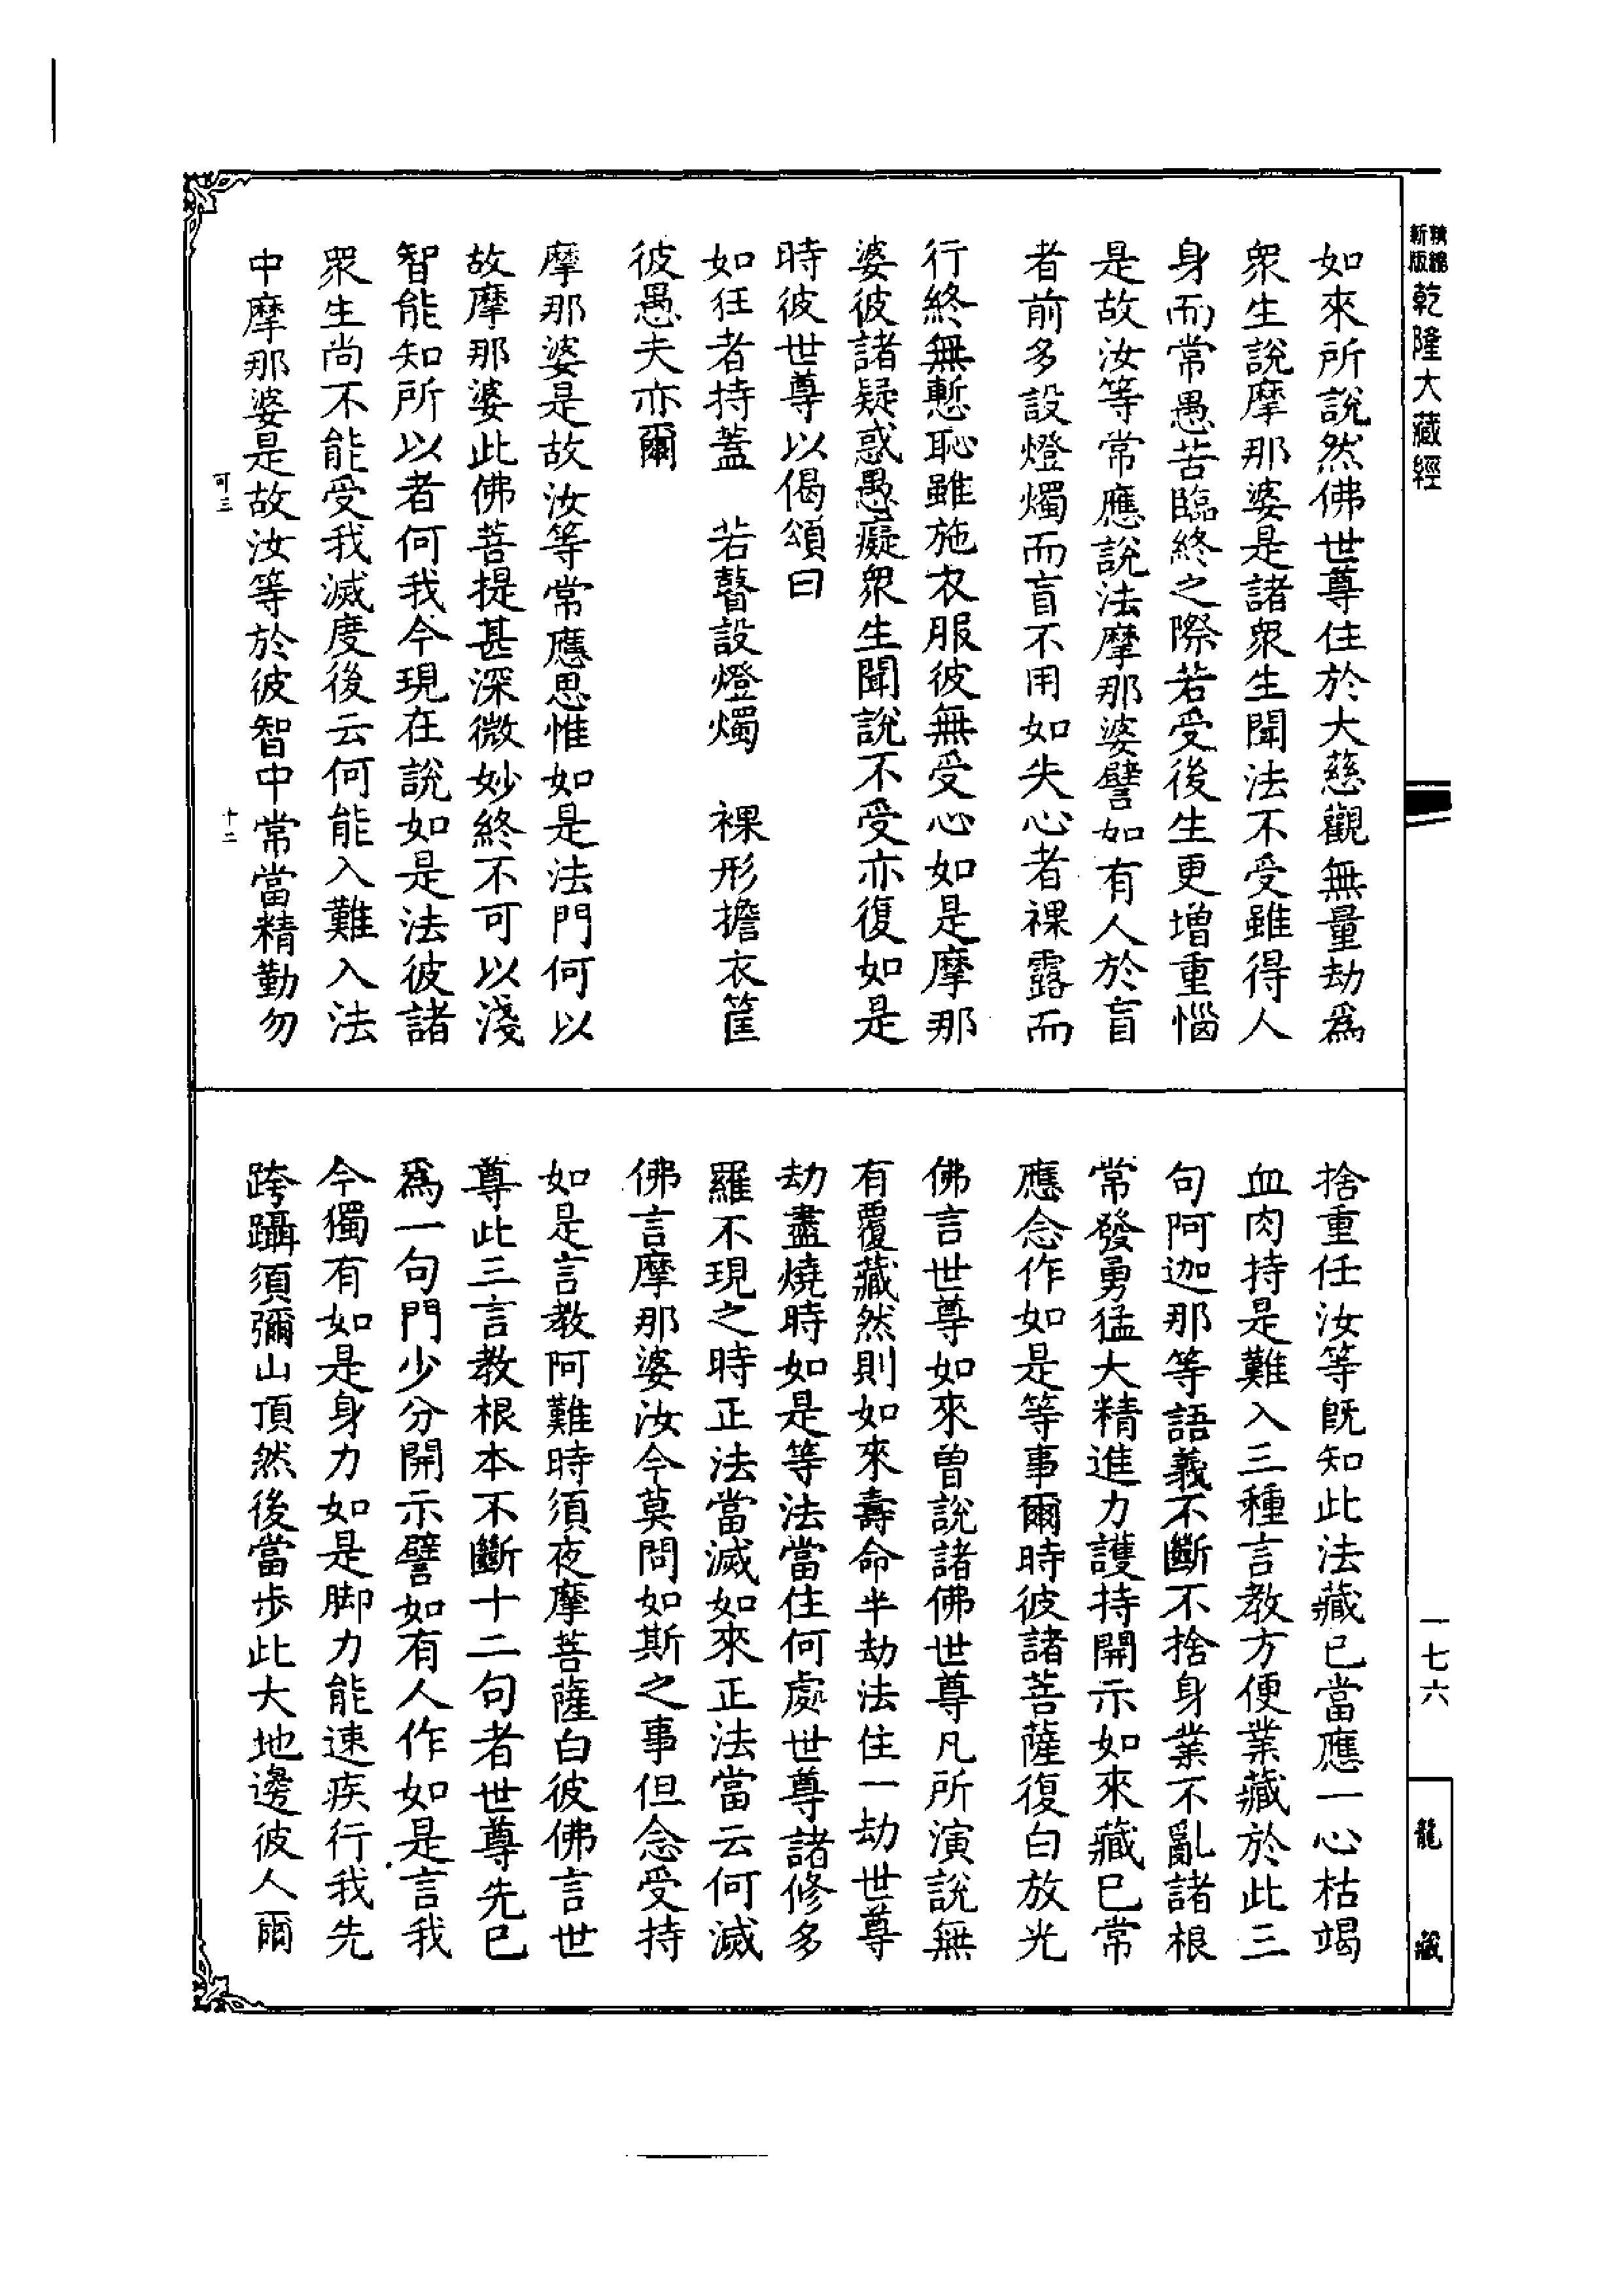 精縮
新版
乾隆大藏經
如來所說然佛世尊住於大慈觀無量劫爲
衆生說摩那婆是諸衆生聞法不受雖得人
身而常愚苦臨終之際若受後生更增重惱
是故汝等常應說法摩那婆譬如有人於盲
者前多設燈燭而盲不用如失心者裸露而
行終無慙恥雖施衣服彼無受心如是摩那
婆彼諸疑惑愚癡衆生聞說不受亦復如是
時彼世尊以偈頌曰
如狂者持蓋　若瞽設燈燭　裸形擔衣筐
彼愚夫亦爾
摩那婆是故汝等常應思惟如是法門何以
故摩那婆此佛菩提甚深微妙終不可以淺
智能知所以者何我今現在說如是法彼諸
衆生尚不能受我滅度後云何能入難入法
中摩那婆是故汝等於彼智中常當精勤勿
可三
十二
捨重任汝等旣知此法藏已當應一心枯竭
血肉持是難入三種言教方便業藏於此三
句阿迦那等語義不斷不捨身業不亂諸根
常發勇猛大精進力護持開示如來藏已常
應念作如是等事爾時彼諸菩薩復白放光
佛言世尊如來曾說諸佛世尊凡所演說無
有覆藏然則如來壽命半劫法住一劫世尊
劫盡燒時如是等法當住何處世尊諸修多
羅不現之時正法當滅如來正法當云何滅
佛言摩那婆汝今莫問如斯之事但念受持
如是言教阿難時須夜摩菩薩白彼佛言世
尊此三言教根本不斷十二句者世尊先已
爲一句門少分開示譬如有人作如是言我
今獨有如是身力如是脚力能速疾行我先
跨躡須彌山頂然後當步此大地邊彼人爾
一七六
龍藏